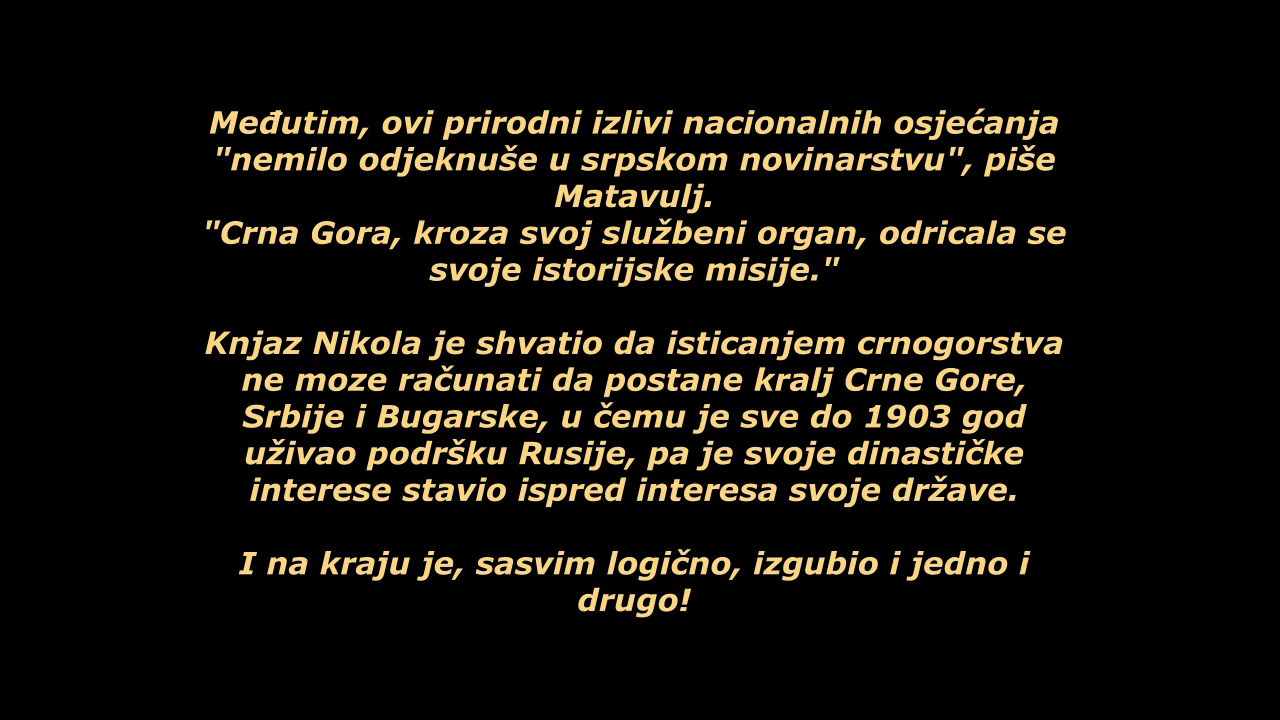 Međutim, ovi prirodni izlivi nacionalnih osjećanja
"nemilo odjeknuše u srpskom novinarstvu", piše
Matavulj.
"Crna Gora, kroza svoj službeni organ, odricala se
svoje istorijske misije."
Knjaz Nikola je shvatio da isticanjem crnogorstva
ne moze računati da postane kralj Crne Gore,
Srbije i Bugarske, u čemu je sve do 1903 god
uživao podršku Rusije, pa je svoje dinastičke
interese stavio ispred interesa svoje države.
I na kraju je, sasvim logično, izgubio i jedno i
drugo!